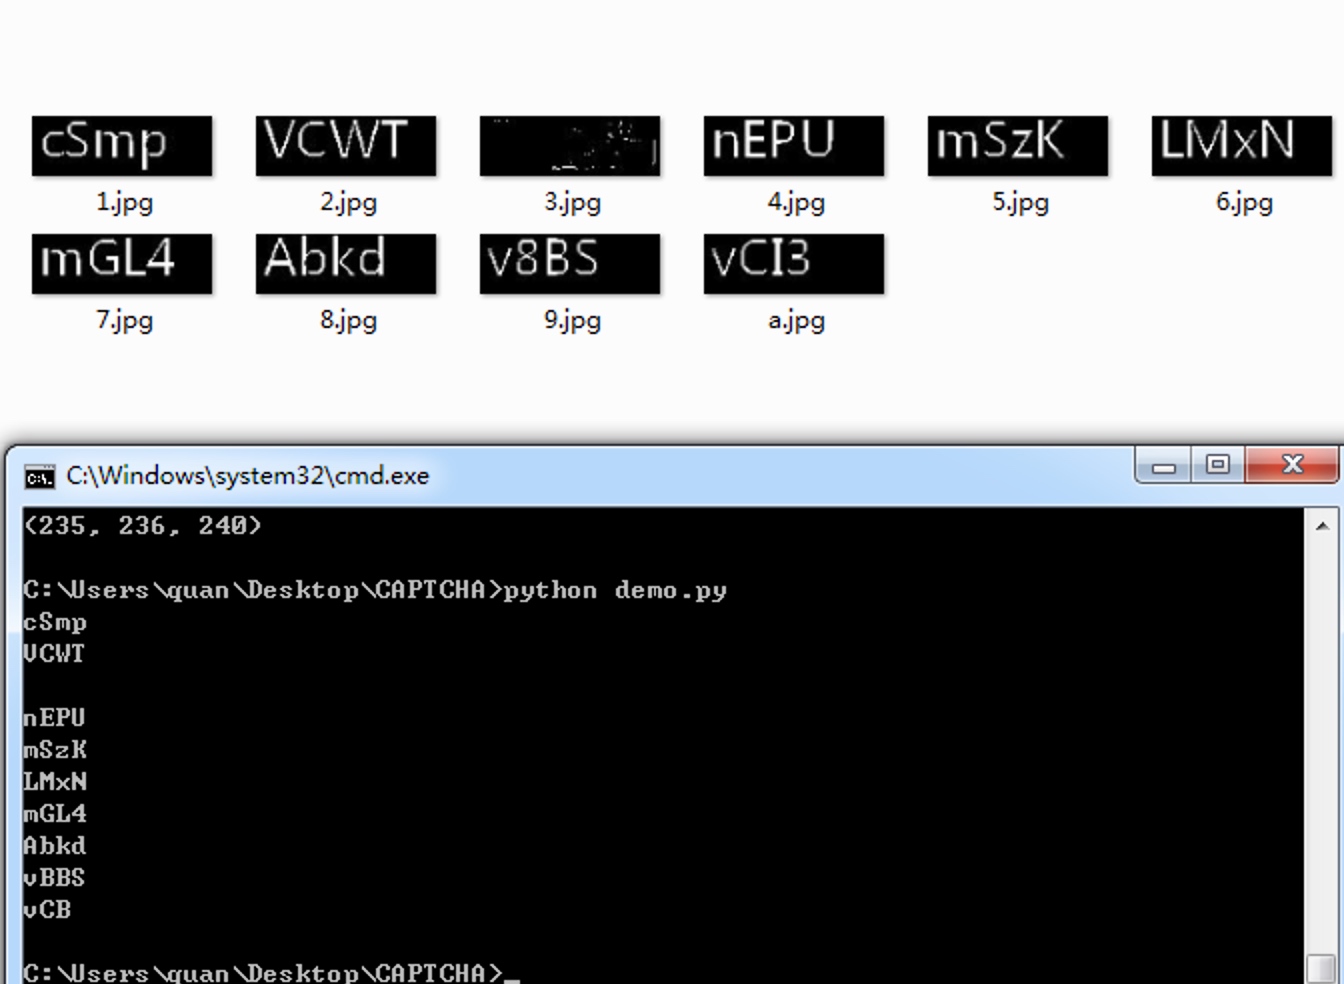 cSmp VCWT nEPU mSzK LMxN
1.jpg 2.jpg 3.jpg 4.jpg 5.jpg 6.jpg
mGL4 Abkd v8BS vCI3
7.jpg 8.jpg 9.jpg a.jpg
C:\Windows\system32\cmd.exe
(235, 236, 240)
C:\Users\quan\Desktop\CAPTCHA>python demo.py
cSmp
VCWT
nEPU
mSzK
LMxN
mGL4
Abkd
vBBS
vCB
C:\Users\quan\Desktop\CAPTCHA>_